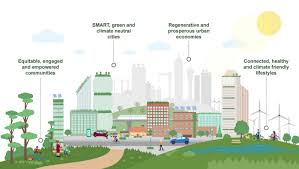 SMART, green and
climate neutral
cities
Regenerative and
prosperous urban
economies
Equitable, engaged
and empowered
communities
Connected, healthy
and climate friendly
lifestyles